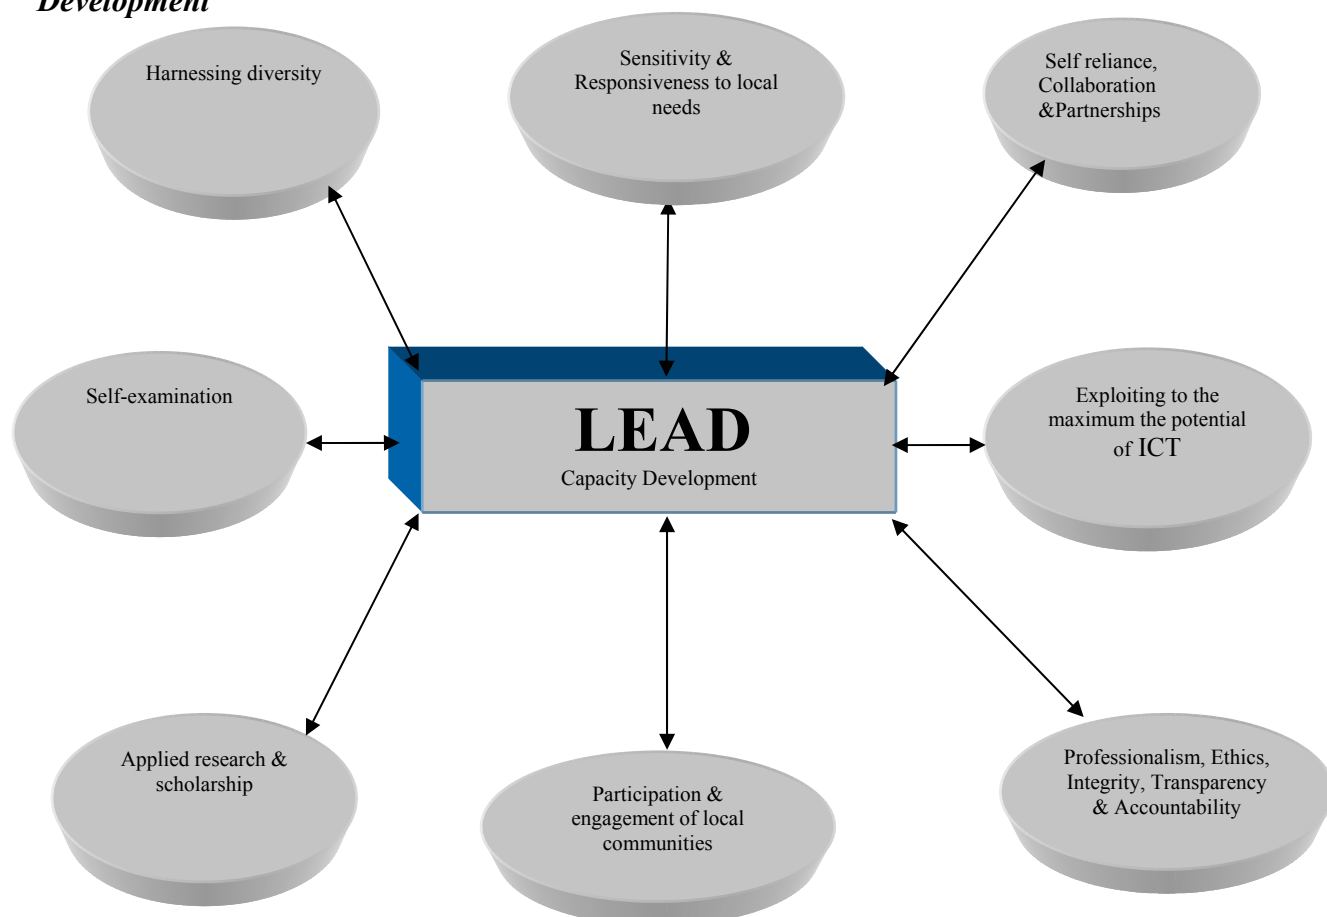 Development
Harnessing diversity
Sensitivity &
Responsiveness to local
needs
Self reliance,
Collaboration
&Partnerships
Self-examination
LEAD
Capacity Development
Exploiting to the
maximum the potential
of ICT
Applied research &
scholarship
Participation &
engagement of local
communities
Professionalism, Ethics,
Integrity, Transparency
& Accountability